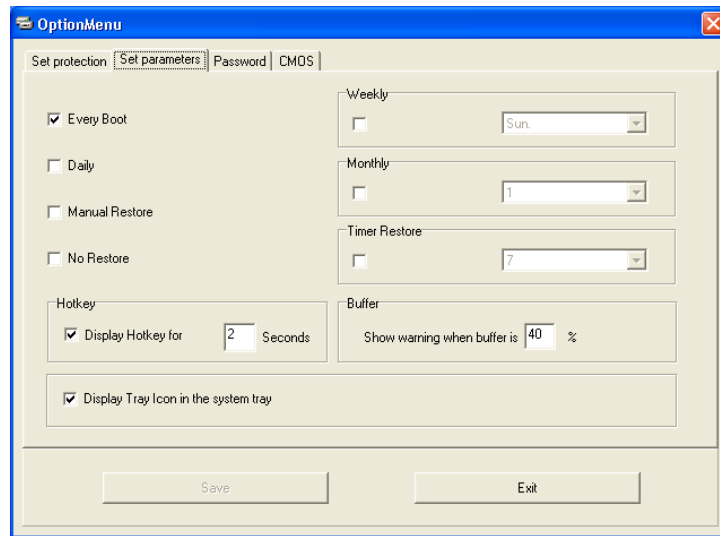 OptionMenu
Set protection Set parameters Password CMOS
Weekly
Every Boot
Sun.
Daily
Monthly
1
Manual Restore
Timer Restore
No Restore
7
Hotkey
Display Hotkey for 2 Seconds
Buffer
Show warning when buffer is 40 %
Display Tray Icon in the system tray
Save Exit